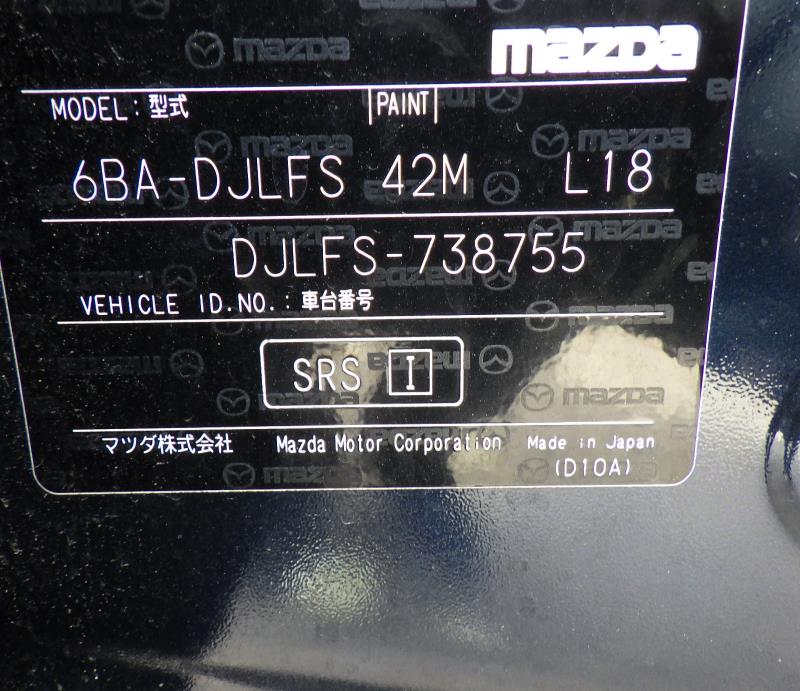 mazda
MODEL : 型式 |PAINT|
6BA-DJLFS 42M L18
DJLFS-738755
VEHICLE ID.NO. : 車台番号
SRS I
マツダ株式会社 Mazda Motor Corporation Made in Japan
(D10A)